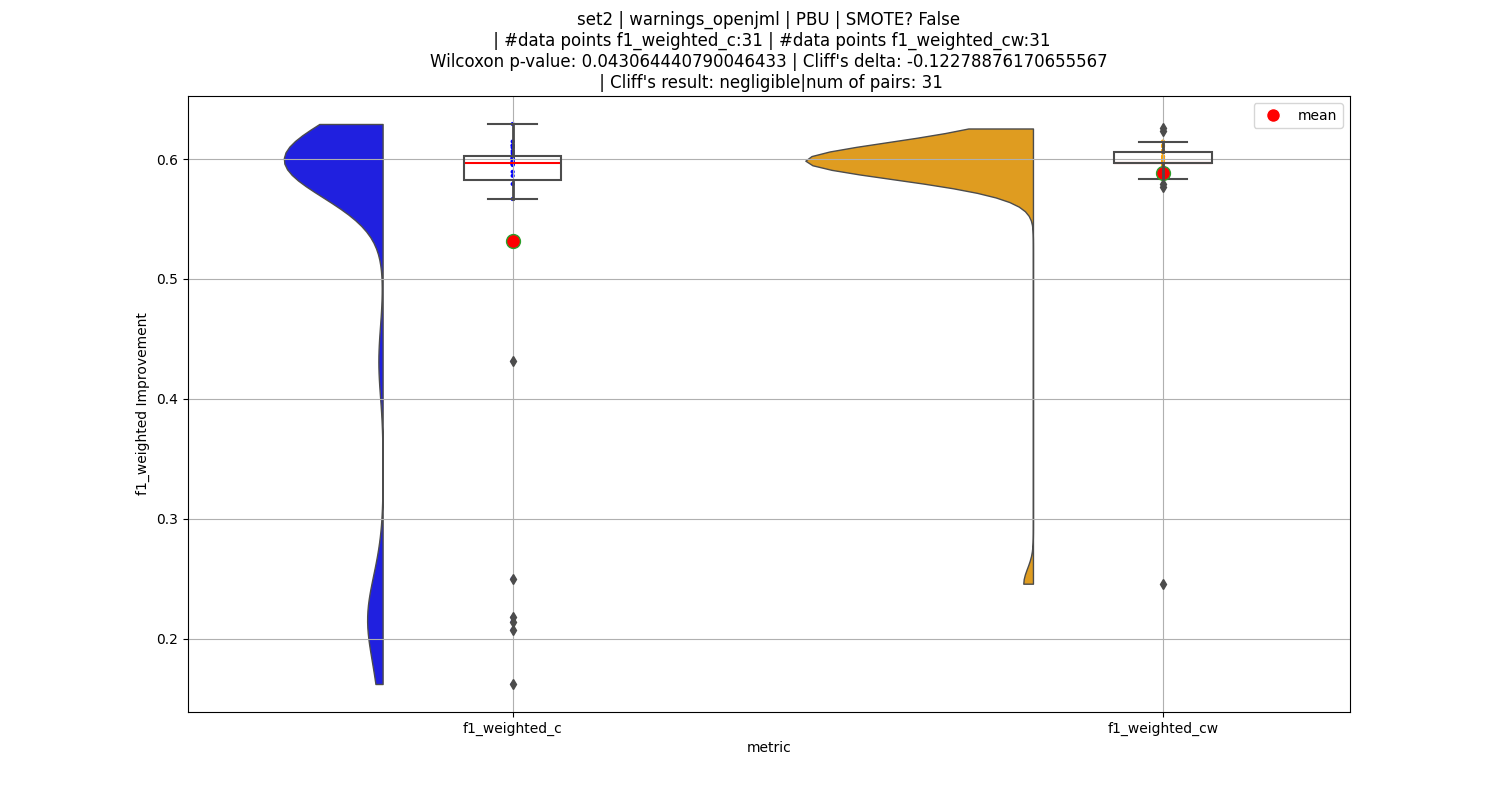 set2 | warnings_openjml | PBU | SMOTE? False
| #data points f1_weighted_c:31 | #data points f1_weighted_cw:31
Wilcoxon p-value: 0.043064440790046433 | Cliff's delta: -0.12278876170655567
| Cliff's result: negligible|num of pairs: 31
mean
f1_weighted Improvement
0.6
0.5
0.4
0.3
0.2
f1_weighted_c
f1_weighted_cw
metric